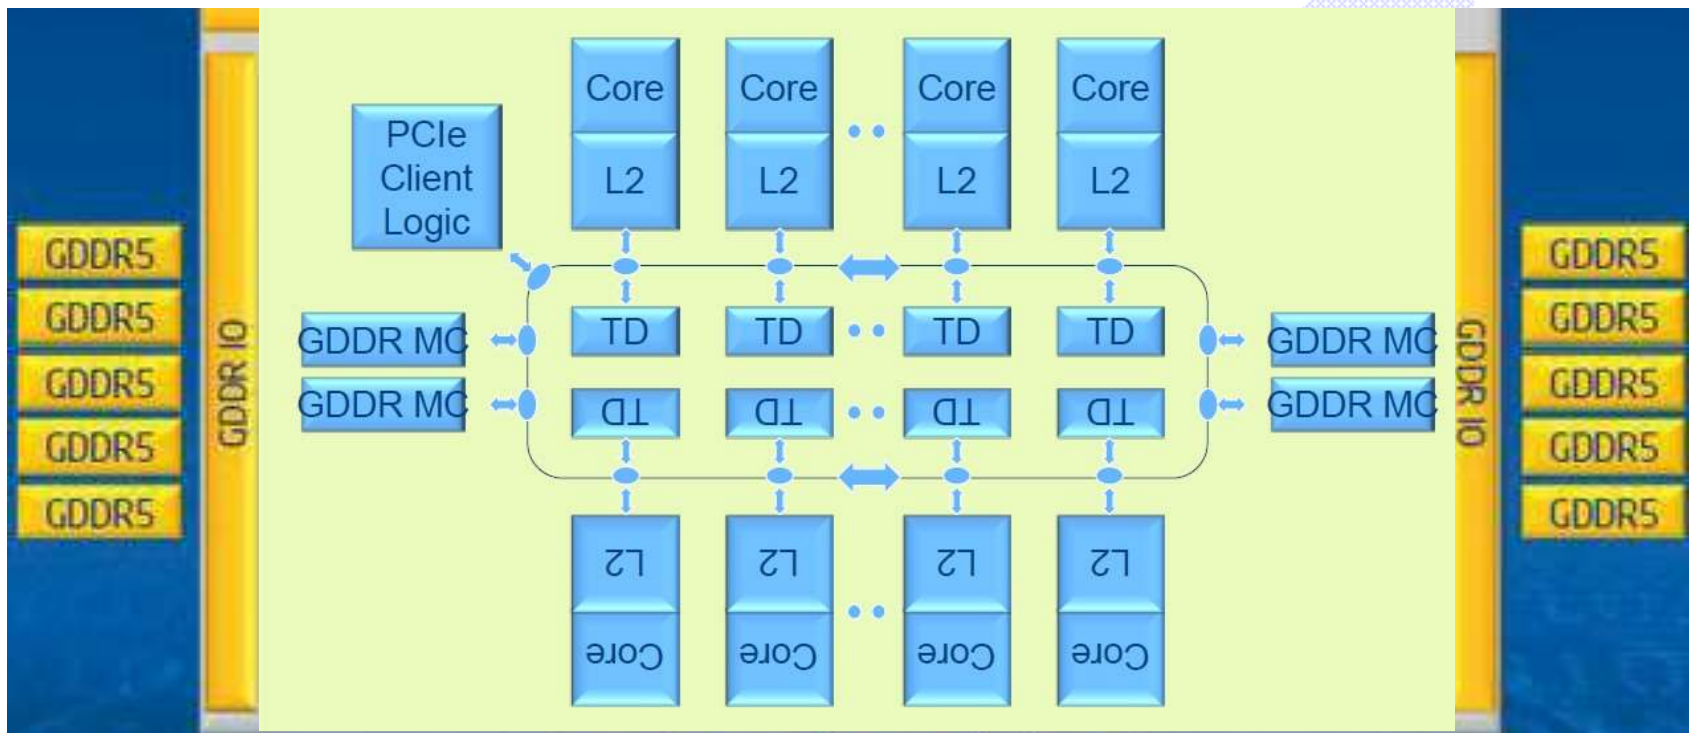 Core
Core
Core
Core
PCIe
Client
Logic
L2
L2
L2
L2
GDDR5
GDDR5
GDDR5
GDDR5
GDDR5
GDDR IO
GDDR MC
GDDR MC
TD
TD
TD
TD
TD
TD
TD
TD
GDDR MC
GDDR MC
GDDR IO
GDDR5
GDDR5
GDDR5
GDDR5
GDDR5
L2
L2
L2
L2
Core
Core
Core
Core